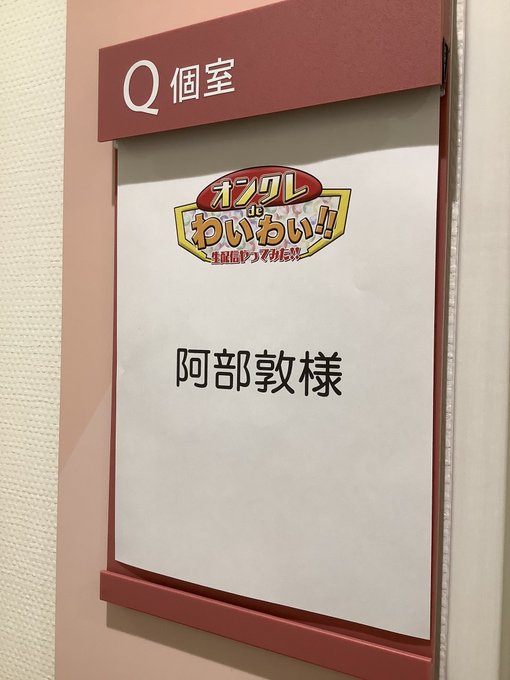 Q 個室
オンクレ
de
わいわい!!
生配信やってみた!!
阿部敦様